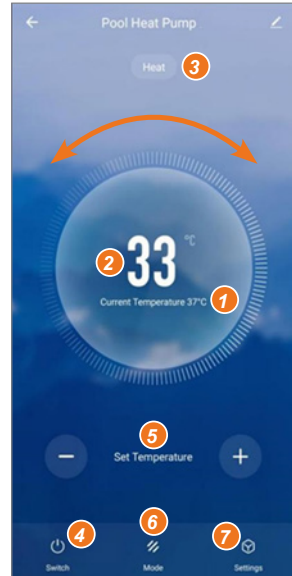 Pool Heat Pump
Heat 3
2 33 °C
Current Temperature 37°C 1
5
− Set Temperature +
4 6 7
Switch Mode Settings